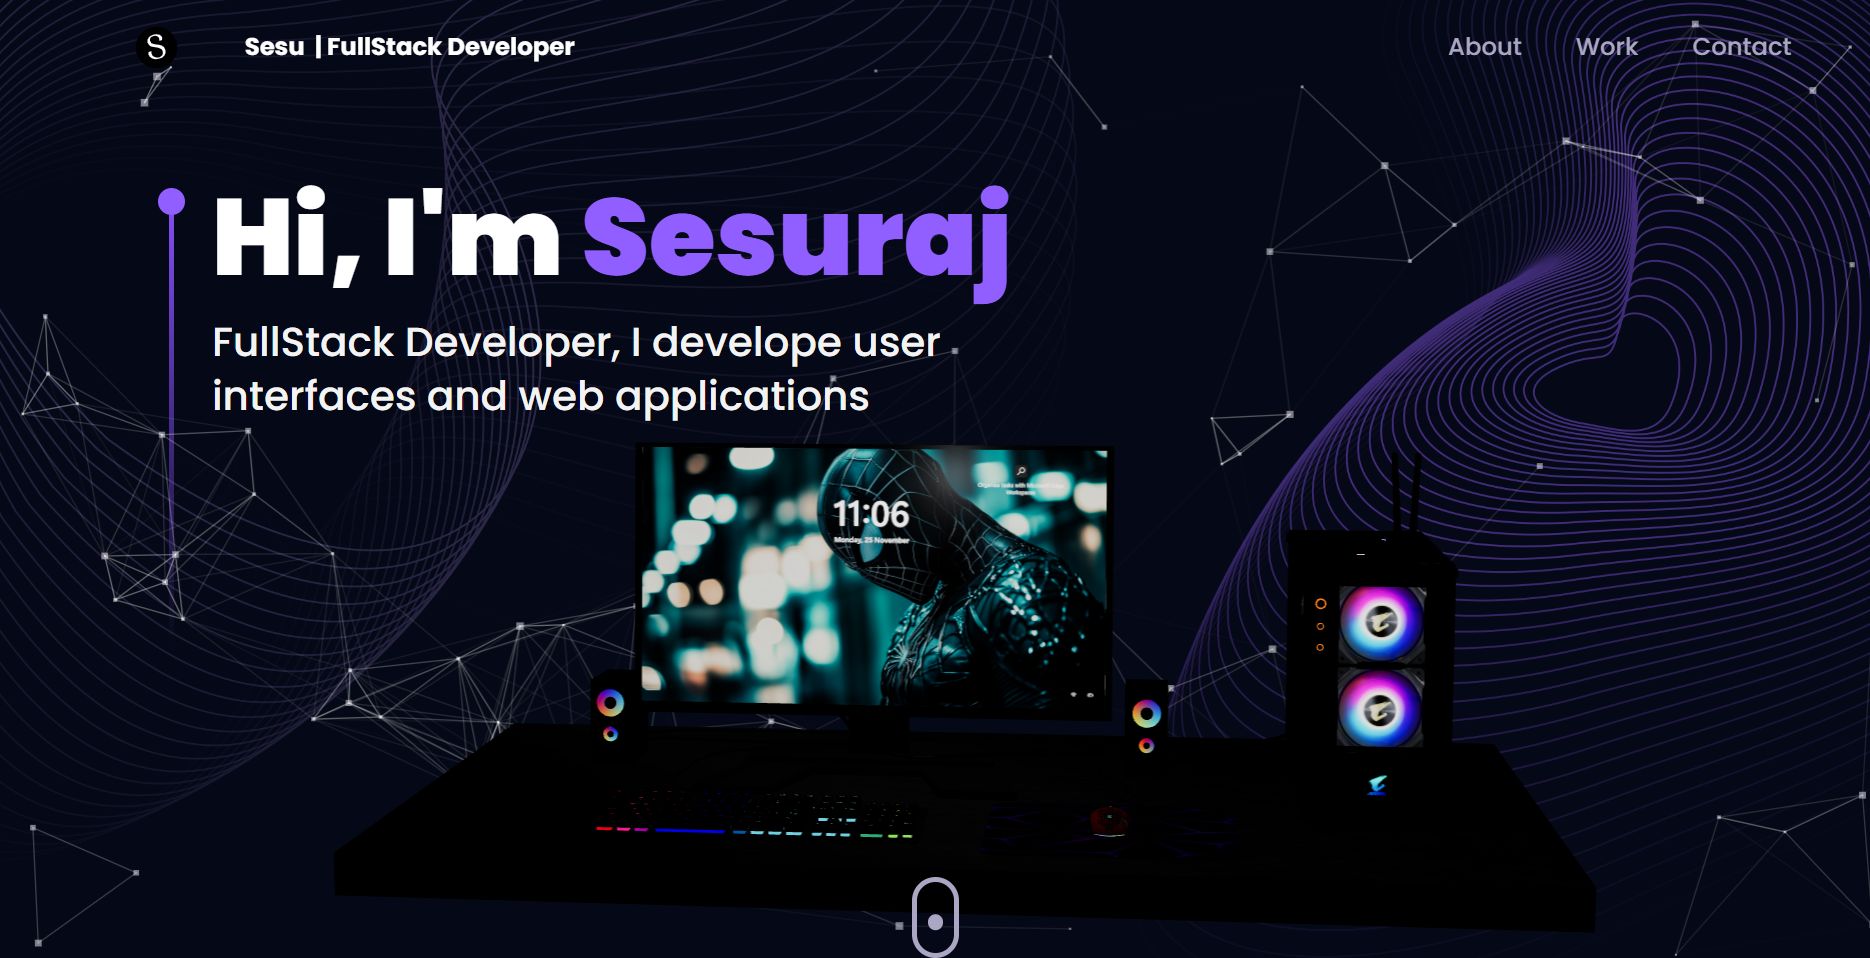 S
Sesu | FullStack Developer
About Work Contact
Hi, I'm Sesuraj
FullStack Developer, I develope user
interfaces and web applications
11:06
Monday, 25 November